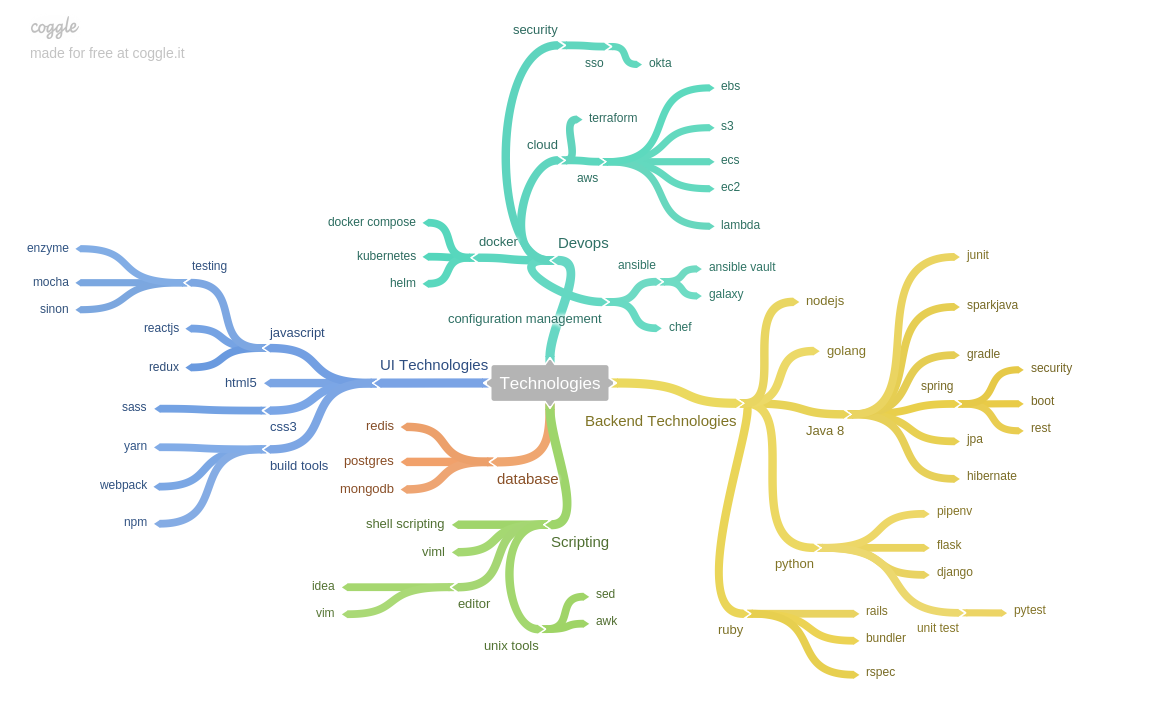 coggle
made for free at coggle.it
security
sso
okta
cloud
terraform
aws
ebs
s3
ecs
ec2
lambda
docker compose
kubernetes
helm
docker
Devops
ansible
ansible vault
galaxy
configuration management
chef
enzyme
mocha
sinon
testing
reactjs
redux
javascript
html5
UI Technologies
sass
css3
yarn
webpack
npm
build tools
Technologies
redis
postgres
mongodb
database
shell scripting
viml
Scripting
idea
vim
editor
sed
awk
unix tools
Backend Technologies
nodejs
golang
Java 8
junit
sparkjava
gradle
spring
security
boot
rest
jpa
hibernate
python
pipenv
flask
django
unit test
pytest
ruby
rails
bundler
rspec